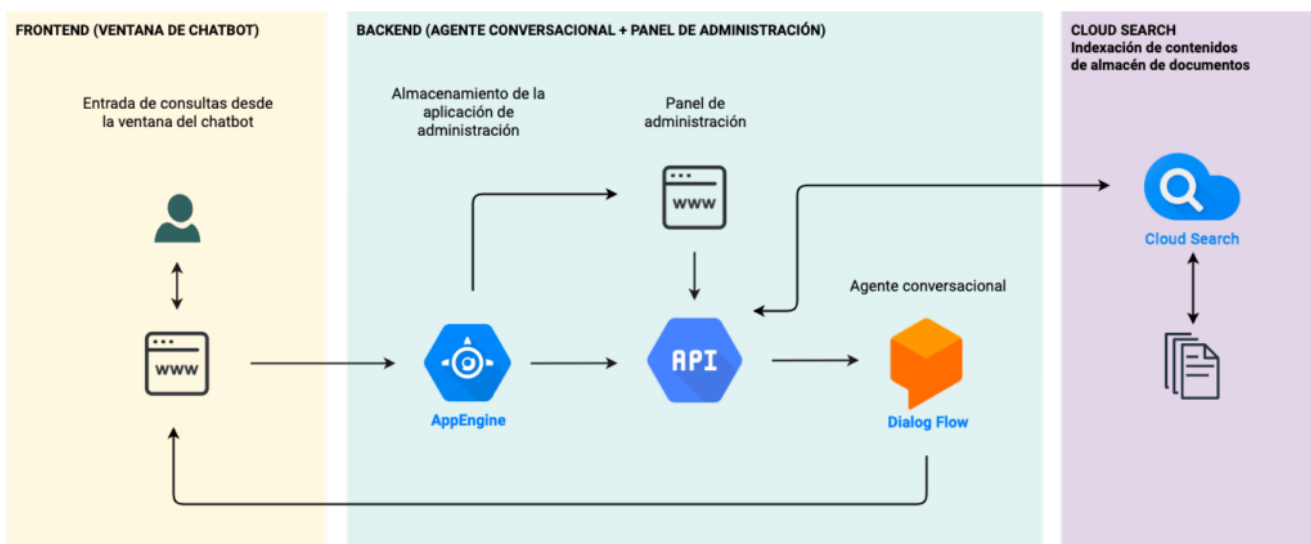 FRONTEND (VENTANA DE CHATBOT)
Entrada de consultas desde
la ventana del chatbot
WWW
BACKEND (AGENTE CONVERSACIONAL + PANEL DE ADMINISTRACIÓN)
Almacenamiento de la
aplicación de
administración
Panel de
administración
WWW
AppEngine
API
Agente conversacional
Dialog Flow
CLOUD SEARCH
Indexación de contenidos
de almacén de documentos
Cloud Search